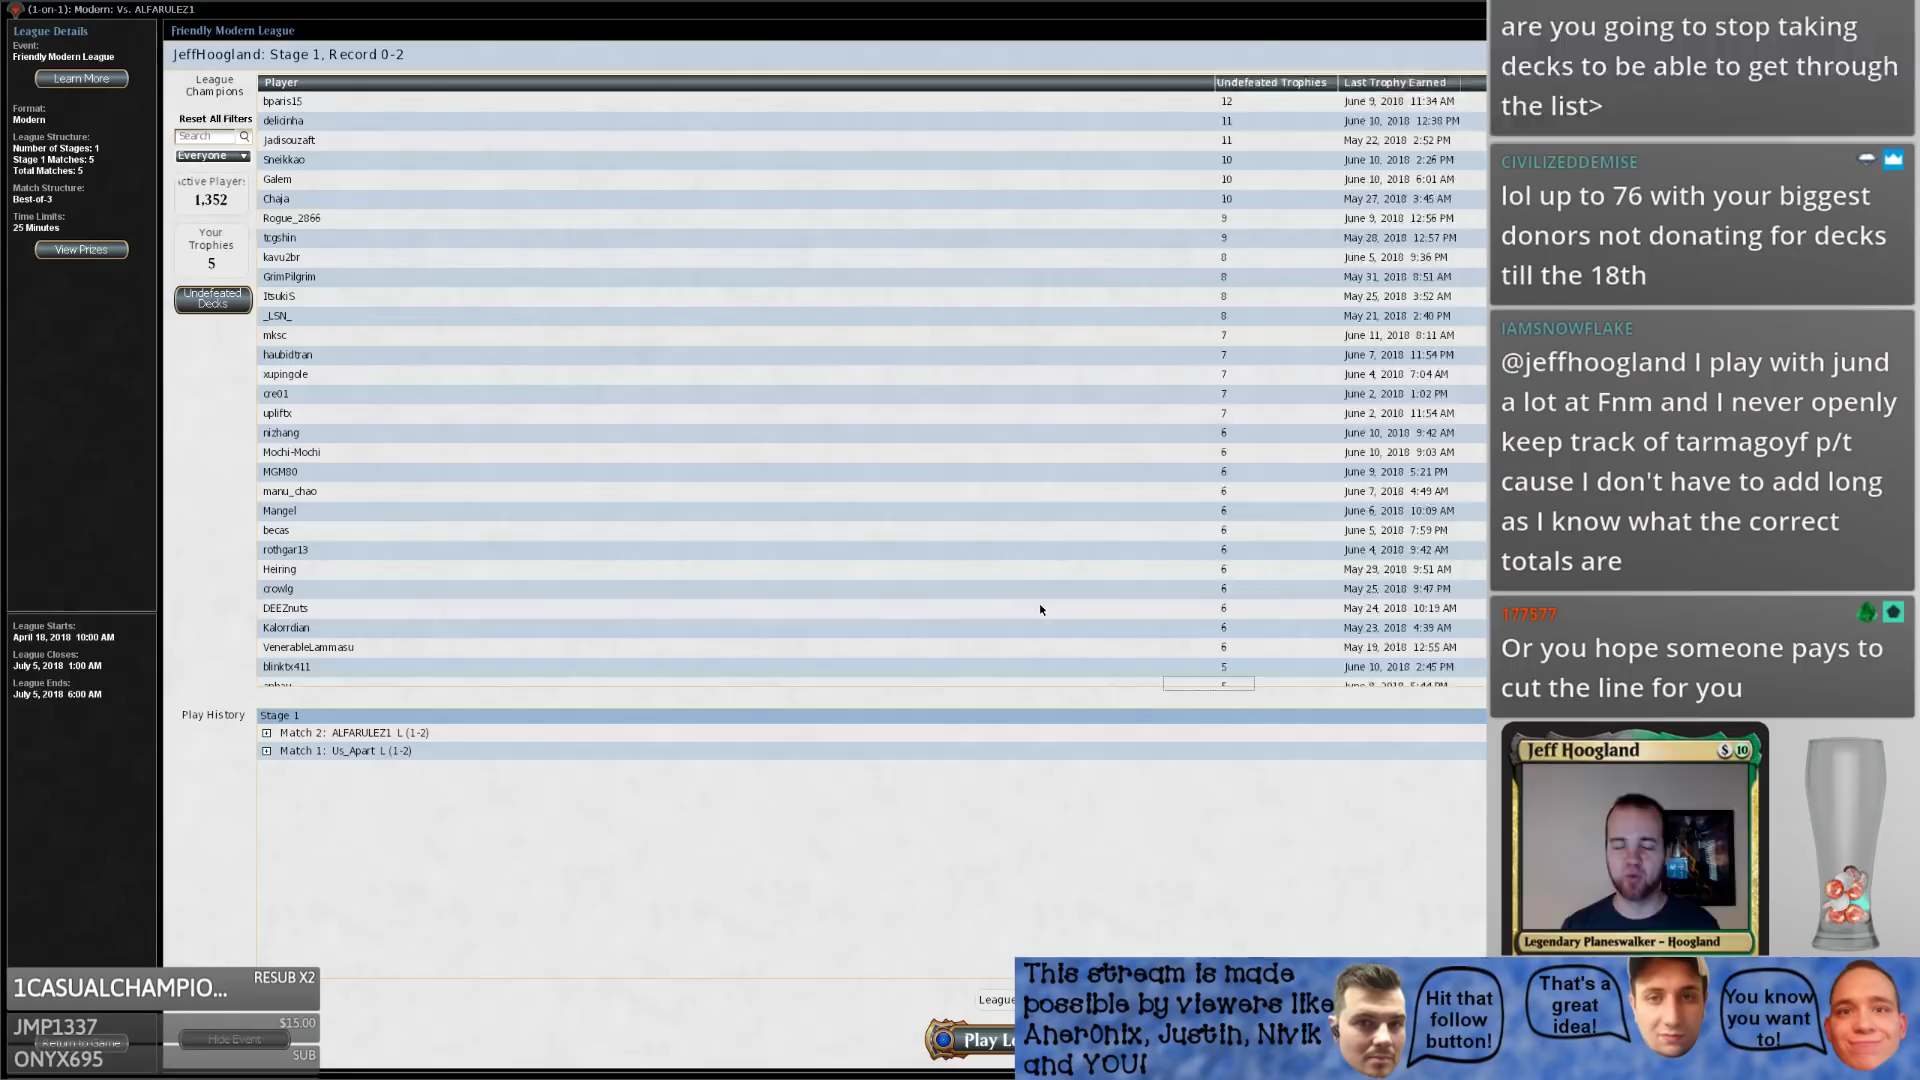 (1-on-1): Modern: Vs. ALFARULEZ1
League Details
Event:
Friendly Modern League
Learn More
Format:
Modern
League Structure:
Number of Stages: 1
Stage 1 Matches: 5
Total Matches: 5
Match Structure:
Best-of-3
Time Limits:
25 Minutes
View Prizes
League Starts:
April 18, 2018 10:00 AM
League Closes:
July 5, 2018 1:00 AM
League Ends:
July 5, 2018 6:00 AM
Friendly Modern League
JeffHoogland: Stage 1, Record 0-2
League
Champions
Reset All Filters
Search
Everyone
Active Players
1,352
Your
Trophies
5
Undefeated
Decks
Player Undefeated Trophies Last Trophy Earned
bparis15 12 June 9, 2018 11:34 AM
delicinha 11 June 10, 2018 12:38 PM
Jadisouzaft 11 May 22, 2018 2:52 PM
Sneikkao 10 June 10, 2018 2:26 PM
Galem 10 June 10, 2018 6:01 AM
Chaja 10 May 27, 2018 3:45 AM
Rogue_2866 9 June 9, 2018 12:56 PM
tcgshin 9 May 28, 2018 12:57 PM
kavu2br 8 June 5, 2018 9:36 PM
GrimPilgrim 8 May 31, 2018 8:51 AM
ItsukiS 8 May 25, 2018 3:52 AM
_LSN_ 8 May 21, 2018 2:40 PM
mksc 7 June 11, 2018 8:11 AM
haubidtran 7 June 7, 2018 11:54 PM
xupingole 7 June 4, 2018 7:04 AM
cre01 7 June 2, 2018 1:02 PM
upliftx 7 June 2, 2018 11:54 AM
nizhang 6 June 10, 2018 9:42 AM
Mochi-Mochi 6 June 10, 2018 9:03 AM
MGM80 6 June 9, 2018 5:21 PM
manu_chao 6 June 7, 2018 4:49 AM
Mangel 6 June 6, 2018 10:09 AM
becas 6 June 5, 2018 7:59 PM
rothgar13 6 June 4, 2018 9:42 AM
Heiring 6 May 29, 2018 9:51 AM
crowlg 6 May 25, 2018 9:47 PM
DEEZnuts 6 May 24, 2018 10:19 AM
Kalorrdian 6 May 23, 2018 4:39 AM
VenerableLammasu 6 May 19, 2018 12:55 AM
blinktx411 5 June 10, 2018 2:45 PM
Play History
Stage 1
Match 2: ALFARULEZ1 L (1-2)
Match 1: Us_Apart L (1-2)
League
Play Le
1CASUALCHAMPIO... RESUB X2
JMP1337 $15.00
Return to Game
Hide Event
ONYX695 SUB
are you going to stop taking
decks to be able to get through
the list>
CIVILIZEDDEMISE
lol up to 76 with your biggest
donors not donating for decks
till the 18th
IAMSNOWFLAKE
@jeffhoogland I play with jund
a lot at Fnm and I never openly
keep track of tarmagoyf p/t
cause I don't have to add long
as I know what the correct
totals are
177577
Or you hope someone pays to
cut the line for you
Jeff Hoogland $ 10
Legendary Planeswalker - Hoogland
This stream is made
possible by viewers like
Aner0nix, Justin, Nivik
and YOU!
Hit that
follow
button!
That's a
great
idea!
You know
you want
to!